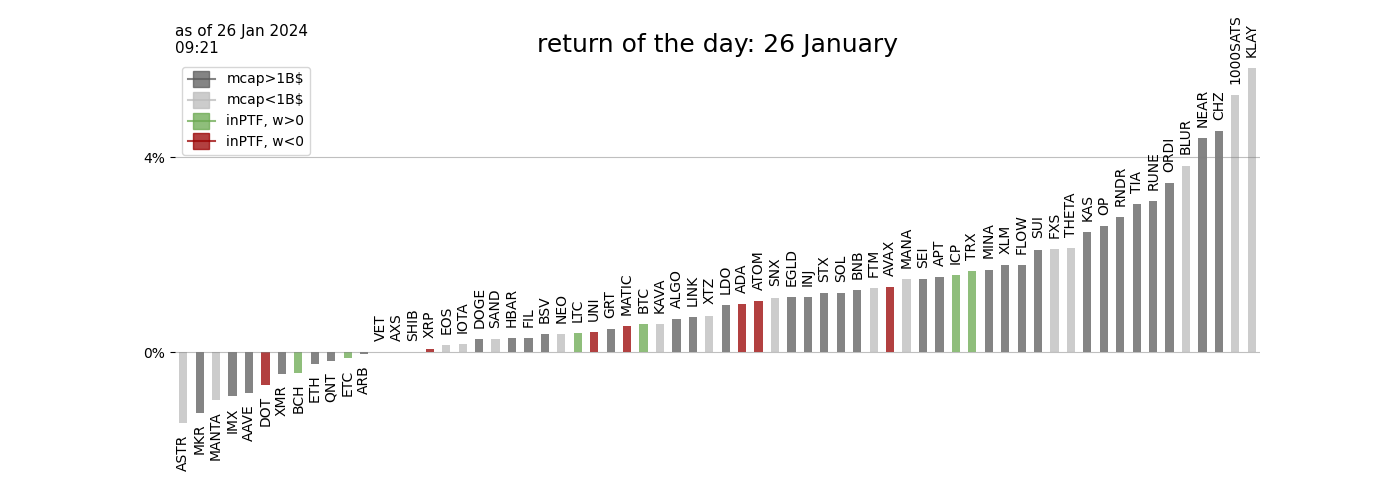 as of 26 Jan 2024
09:21
return of the day: 26 January
mcap>1B$
mcap<1B$
inPTF, w>0
inPTF, w<0
4%
0%
ASTR
MKR
MANTA
IMX
AAVE
DOT
XMR
BCH
ETH
QNT
ETC
ARB
VET
AXS
SHIB
XRP
EOS
IOTA
DOGE
SAND
HBAR
FIL
BSV
NEO
LTC
UNI
GRT
MATIC
BTC
KAVA
ALGO
LINK
XTZ
LDO
ADA
ATOM
SNX
EGLD
INJ
STX
SOL
BNB
FTM
AVAX
MANA
SEI
APT
ICP
TRX
MINA
XLM
FLOW
SUI
FXS
THETA
KAS
OP
RNDR
TIA
RUNE
ORDI
BLUR
NEAR
CHZ
1000SATS
KLAY